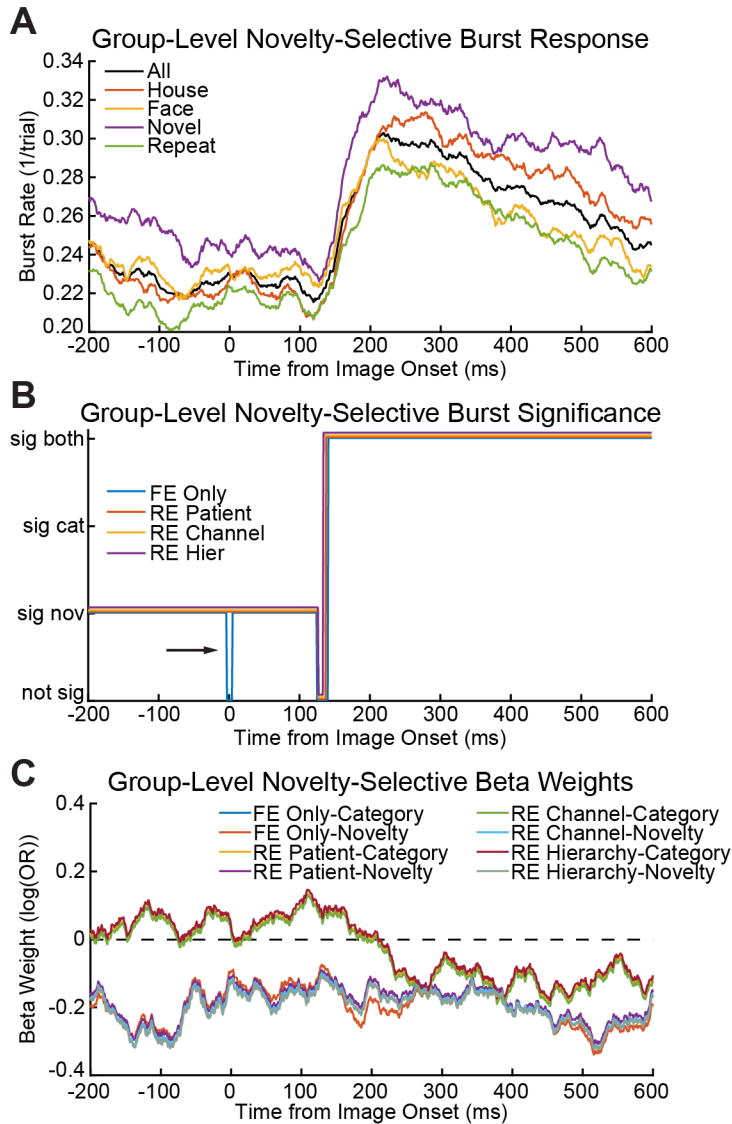 A
Group-Level Novelty-Selective Burst Response
0.34
0.32
0.30
0.28
0.26
0.24
0.22
0.20
Burst Rate (1/trial)
All
House
Face
Novel
Repeat
-200 -100 0 100 200 300 400 500 600
Time from Image Onset (ms)
B
Group-Level Novelty-Selective Burst Significance
sig both
sig cat
sig nov
not sig
FE Only
RE Patient
RE Channel
RE Hier
-200 -100 0 100 200 300 400 500 600
Time from Image Onset (ms)
C
Group-Level Novelty-Selective Beta Weights
0.4
0.2
0
-0.2
-0.4
Beta Weight (log(OR))
FE Only-Category
FE Only-Novelty
RE Patient-Category
RE Patient-Novelty
RE Channel-Category
RE Channel-Novelty
RE Hierarchy-Category
RE Hierarchy-Novelty
-200 -100 0 100 200 300 400 500 600
Time from Image Onset (ms)